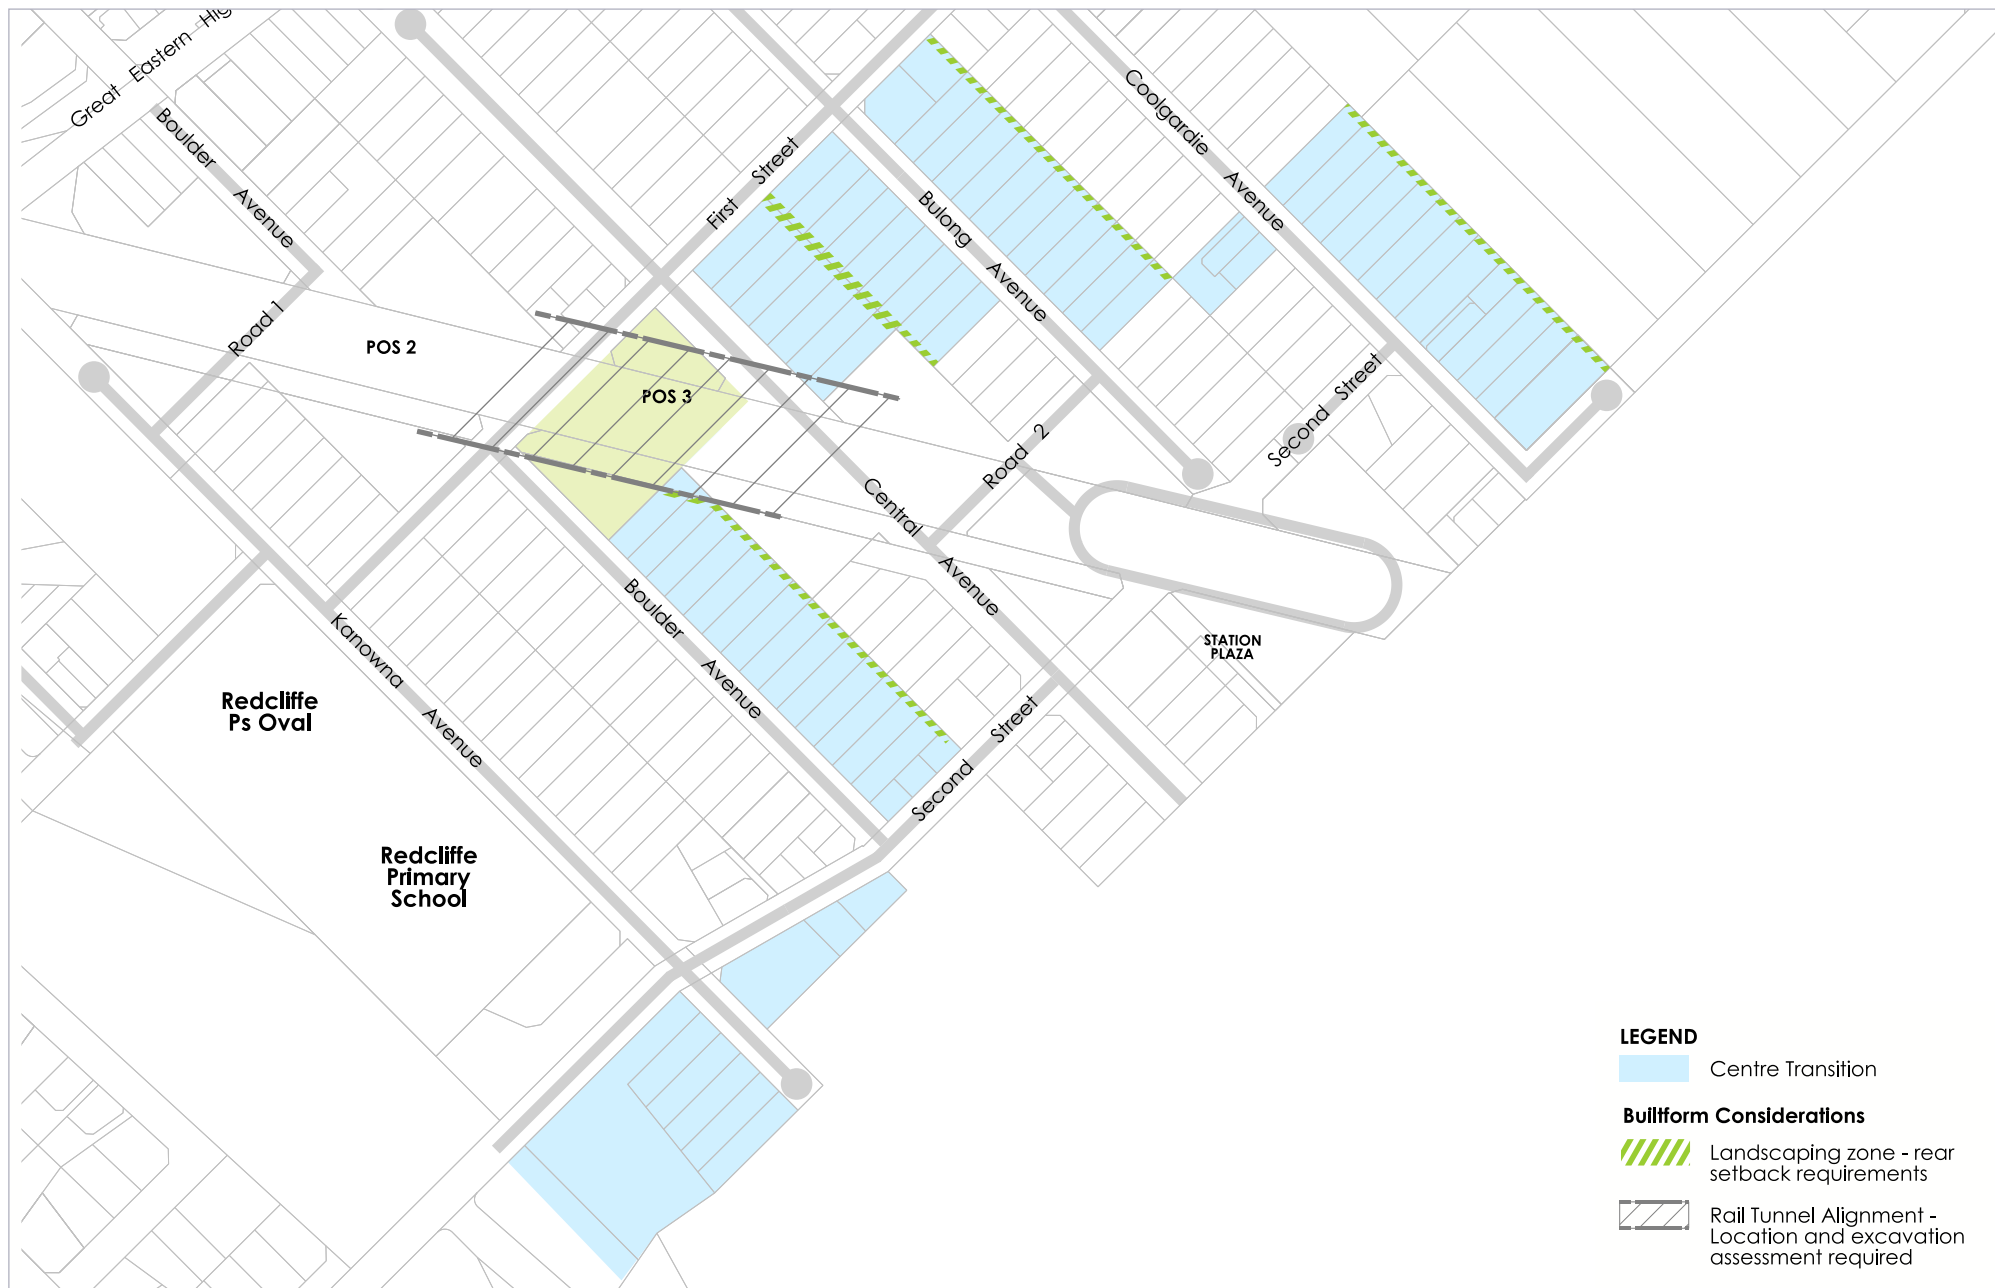 Great Eastern Hig
Boulder Avenue
Road 1
POS 2
POS 3
First Street
Bulong Avenue
Coolgardie Avenue
Second Street
Road 2
Central Avenue
Boulder Avenue
Kanowna Avenue
Second Street
STATION
PLAZA
Redcliffe
Ps Oval
Redcliffe
Primary
School
LEGEND
Centre Transition
Builtform Considerations
Landscaping zone - rear
setback requirements
Rail Tunnel Alignment -
Location and excavation
assessment required